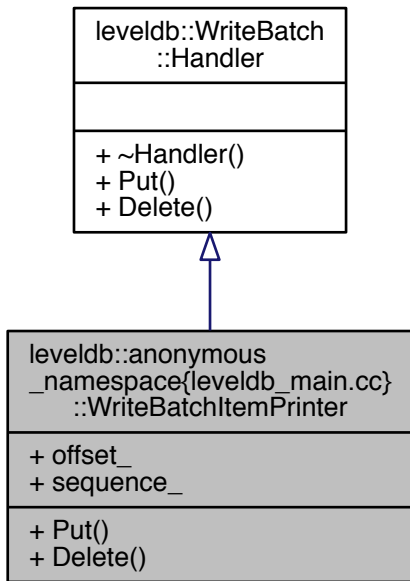 leveldb::WriteBatch
::Handler
+ ~Handler()
+ Put()
+ Delete()
leveldb::anonymous
_namespace{leveldb_main.cc}
::WriteBatchItemPrinter
+ offset_
+ sequence_
+ Put()
+ Delete()